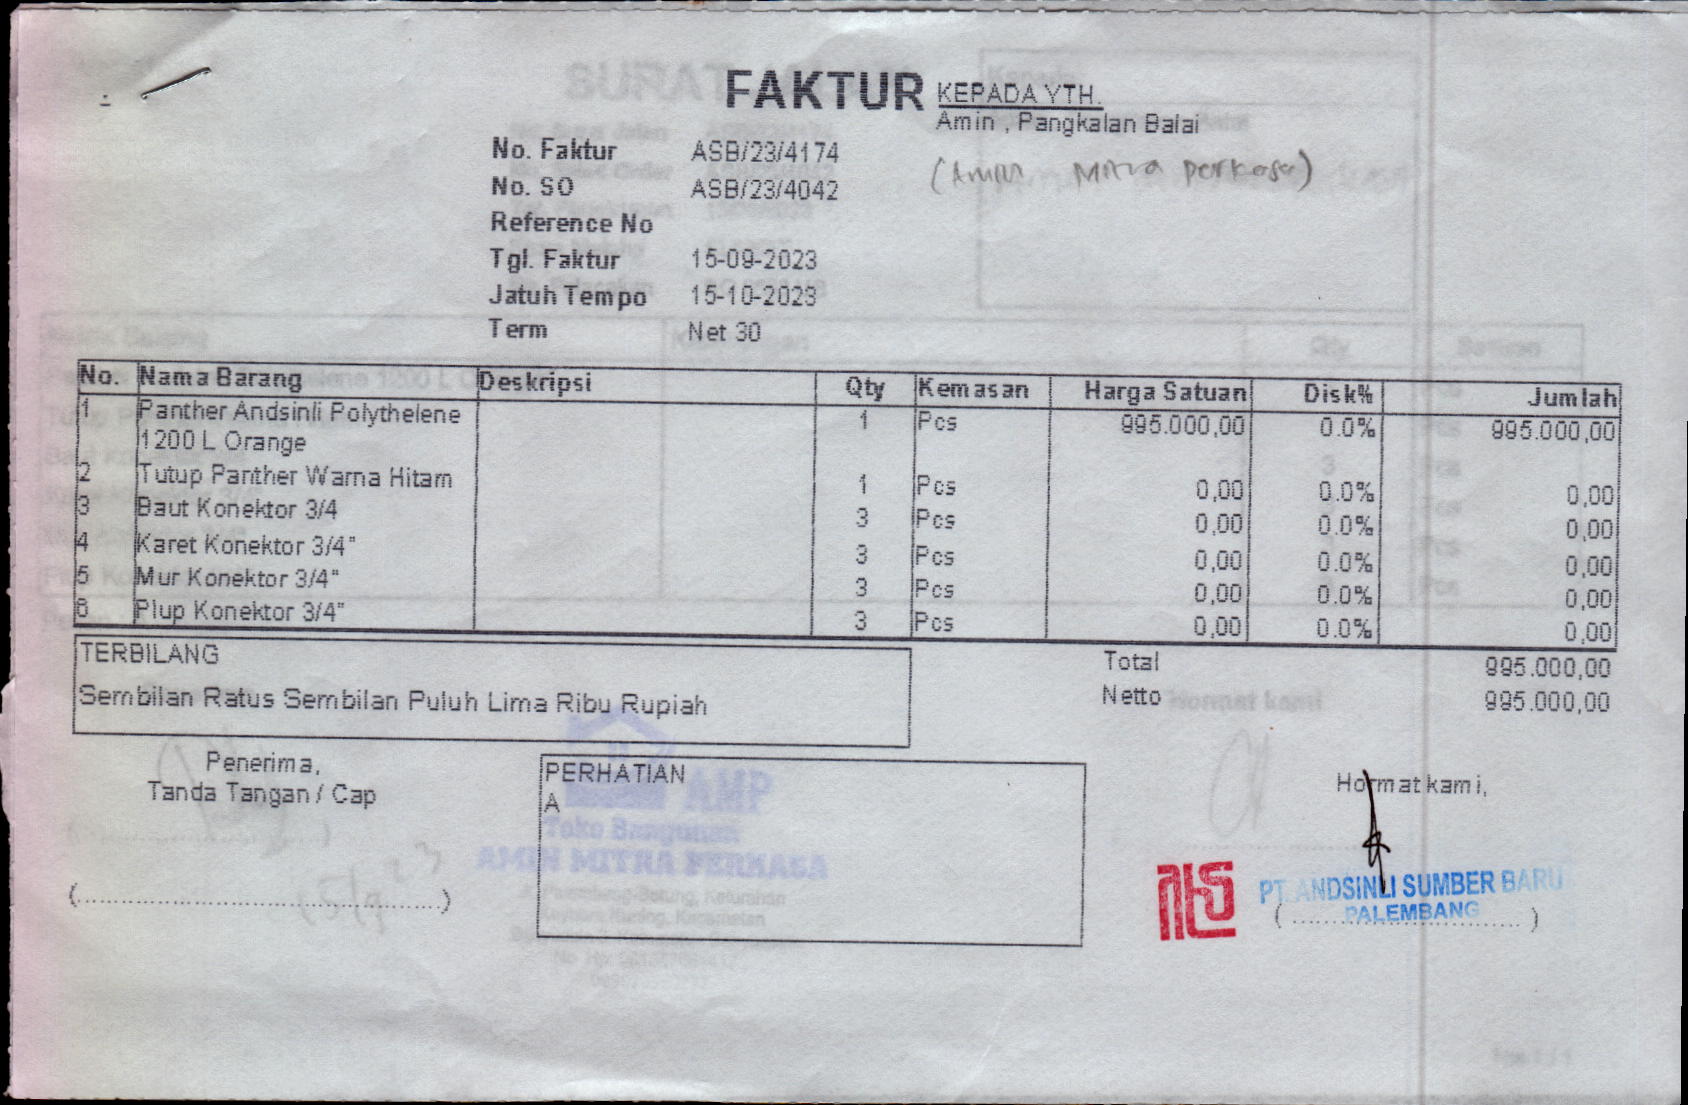 FAKTUR
KEPADA YTH.
Amin , Pangkalan Balai
(Amin Mitra perkasa)
No. Faktur ASB/23/4174
No. SO ASB/23/4042
Reference No
Tgl. Faktur 15-09-2023
Jatuh Tempo 15-10-2023
Term Net 30
No. Nama Barang Deskripsi Qty Kemasan Harga Satuan Disk% Jumlah
1 Panther Andsinli Polythelene 1 Pcs 995.000,00 0.0% 995.000,00
1200 L Orange
2 Tutup Panther Warna Hitam 1 Pcs 0,00 0.0% 0,00
3 Baut Konektor 3/4 3 Pcs 0,00 0.0% 0,00
4 Karet Konektor 3/4" 3 Pcs 0,00 0.0% 0,00
5 Mur Konektor 3/4" 3 Pcs 0,00 0.0% 0,00
6 Plup Konektor 3/4" 3 Pcs 0,00 0.0% 0,00
TERBILANG
Sembilan Ratus Sembilan Puluh Lima Ribu Rupiah
Total 995.000,00
Netto 995.000,00
Hormat kami
Penerima,
Tanda Tangan / Cap
(........................................)
PERHATIAN
A
AMP
Toko Bangunan
AMIN MITRA PERKASA
Hormat kami,
PT. ANDSINLI SUMBER BARU
PALEMBANG
(................................)